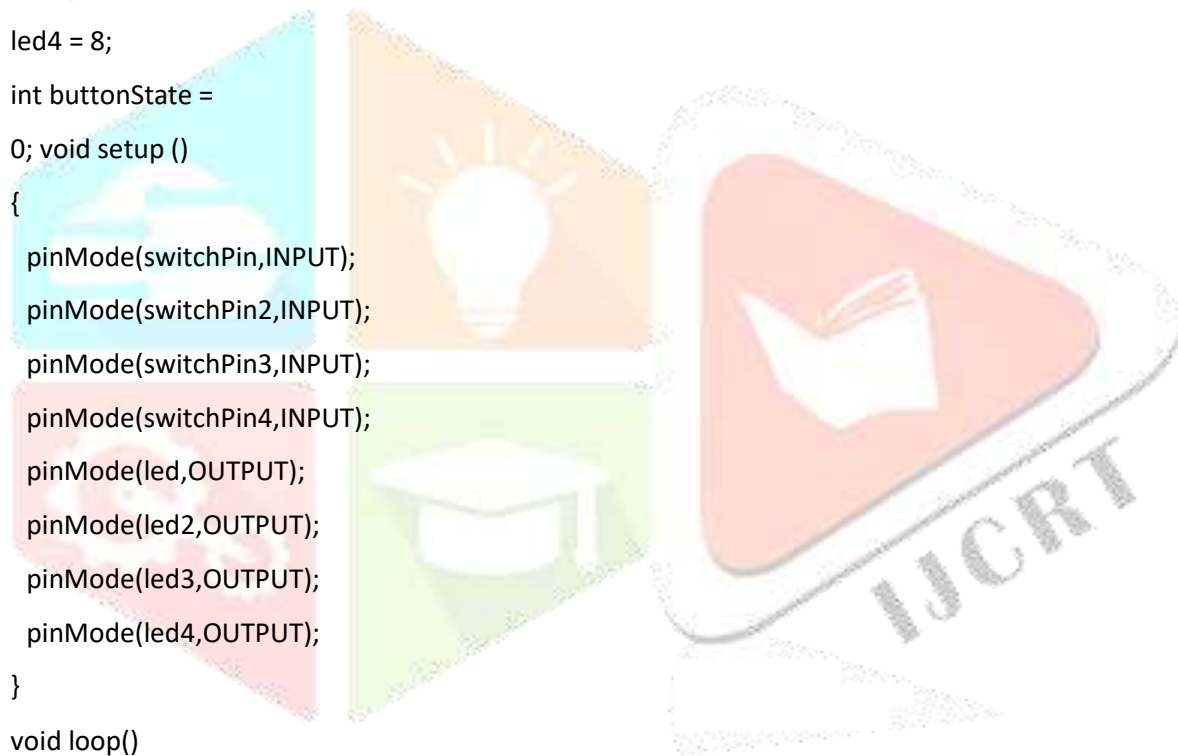 led4 = 8;
int buttonState =
0; void setup ()
{
pinMode(switchPin,INPUT);
pinMode(switchPin2,INPUT);
pinMode(switchPin3,INPUT);
pinMode(switchPin4,INPUT);
pinMode(led,OUTPUT);
pinMode(led2,OUTPUT);
pinMode(led3,OUTPUT);
pinMode(led4,OUTPUT);
}
void loop()
IJCRT